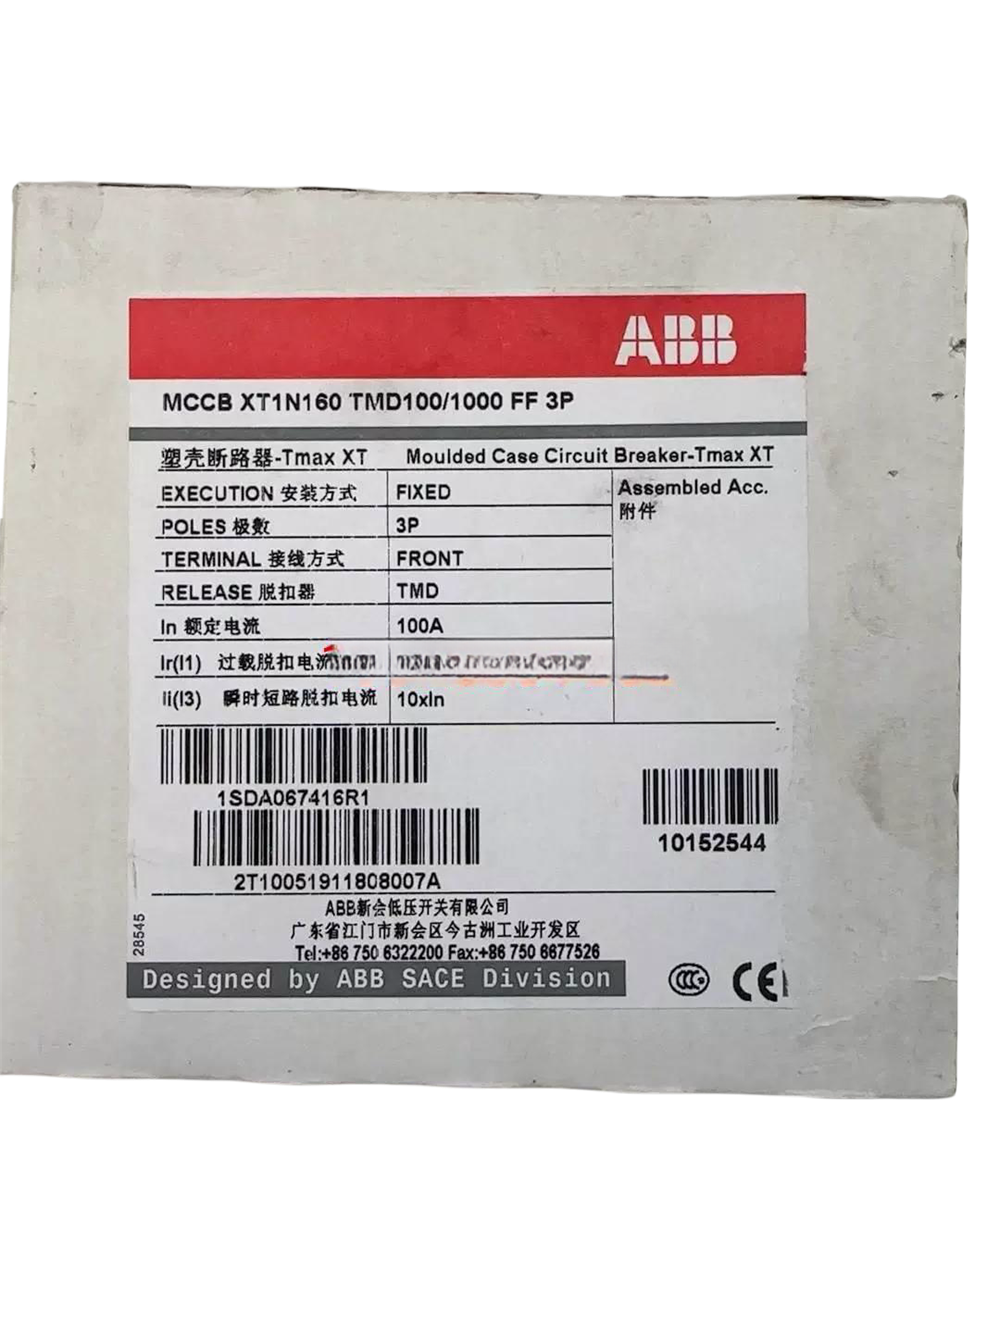 ABB
MCCB XT1N160 TMD100/1000 FF 3P
塑壳断路器-Tmax XT Moulded Case Circuit Breaker-Tmax XT
EXECUTION 安装方式 FIXED Assembled Acc.
附件
POLES 极数 3P
TERMINAL 接线方式 FRONT
RELEASE 脱扣器 TMD
In 额定电流 100A
Ir(I1) 过载脱扣电流
Ii(I3) 瞬时短路脱扣电流 10xIn
1SDA067416R1
10152544
2T10051911808007A
28545
ABB新会低压开关有限公司
广东省江门市新会区今古洲工业开发区
Tel:+86 750 6322200 Fax:+86 750 6677526
Designed by ABB SACE Division
CCC CE